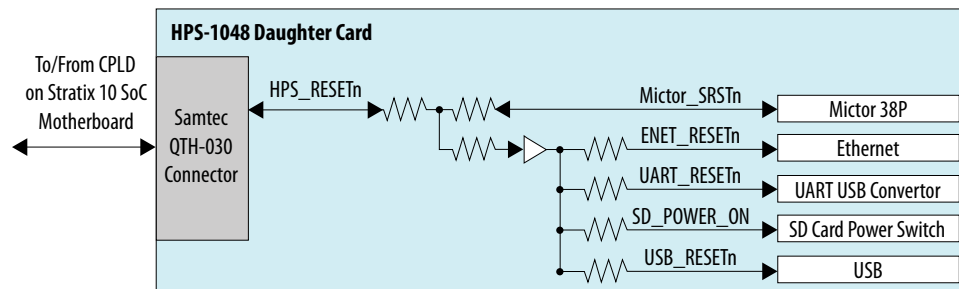 HPS-1048 Daughter Card
To/From CPLD
on Stratix 10 SoC
Motherboard
Samtec
QTH-030
Connector
HPS_RESETn
Mictor_SRSTn
Mictor 38P
ENET_RESETn
Ethernet
UART_RESETn
UART USB Convertor
SD_POWER_ON
SD Card Power Switch
USB_RESETn
USB